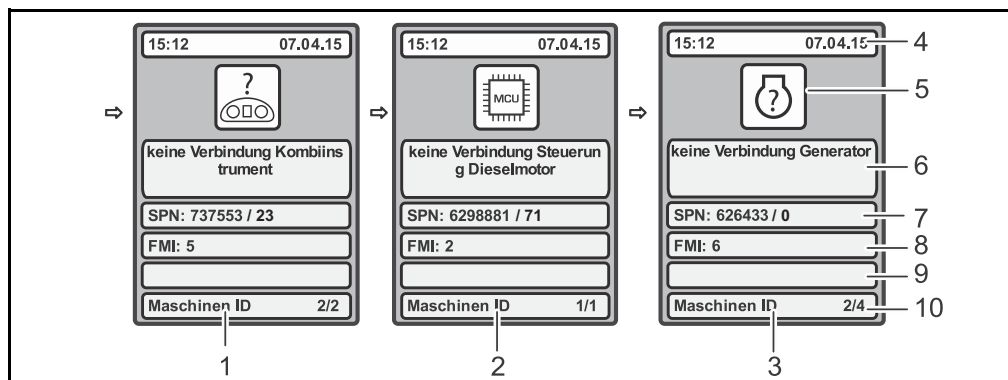 15:12 07.04.15
?
keine Verbindung Kombiins
trument
SPN: 737553 / 23
FMI: 5
Maschinen ID 2/2
1
15:12 07.04.15
MCU
keine Verbindung Steuerun
g Dieselmotor
SPN: 6298881 / 71
FMI: 2
Maschinen ID 1/1
2
15:12 07.04.15
?
keine Verbindung Generator
SPN: 626433 / 0
FMI: 6
Maschinen ID 2/4
3
4
5
6
7
8
9
10